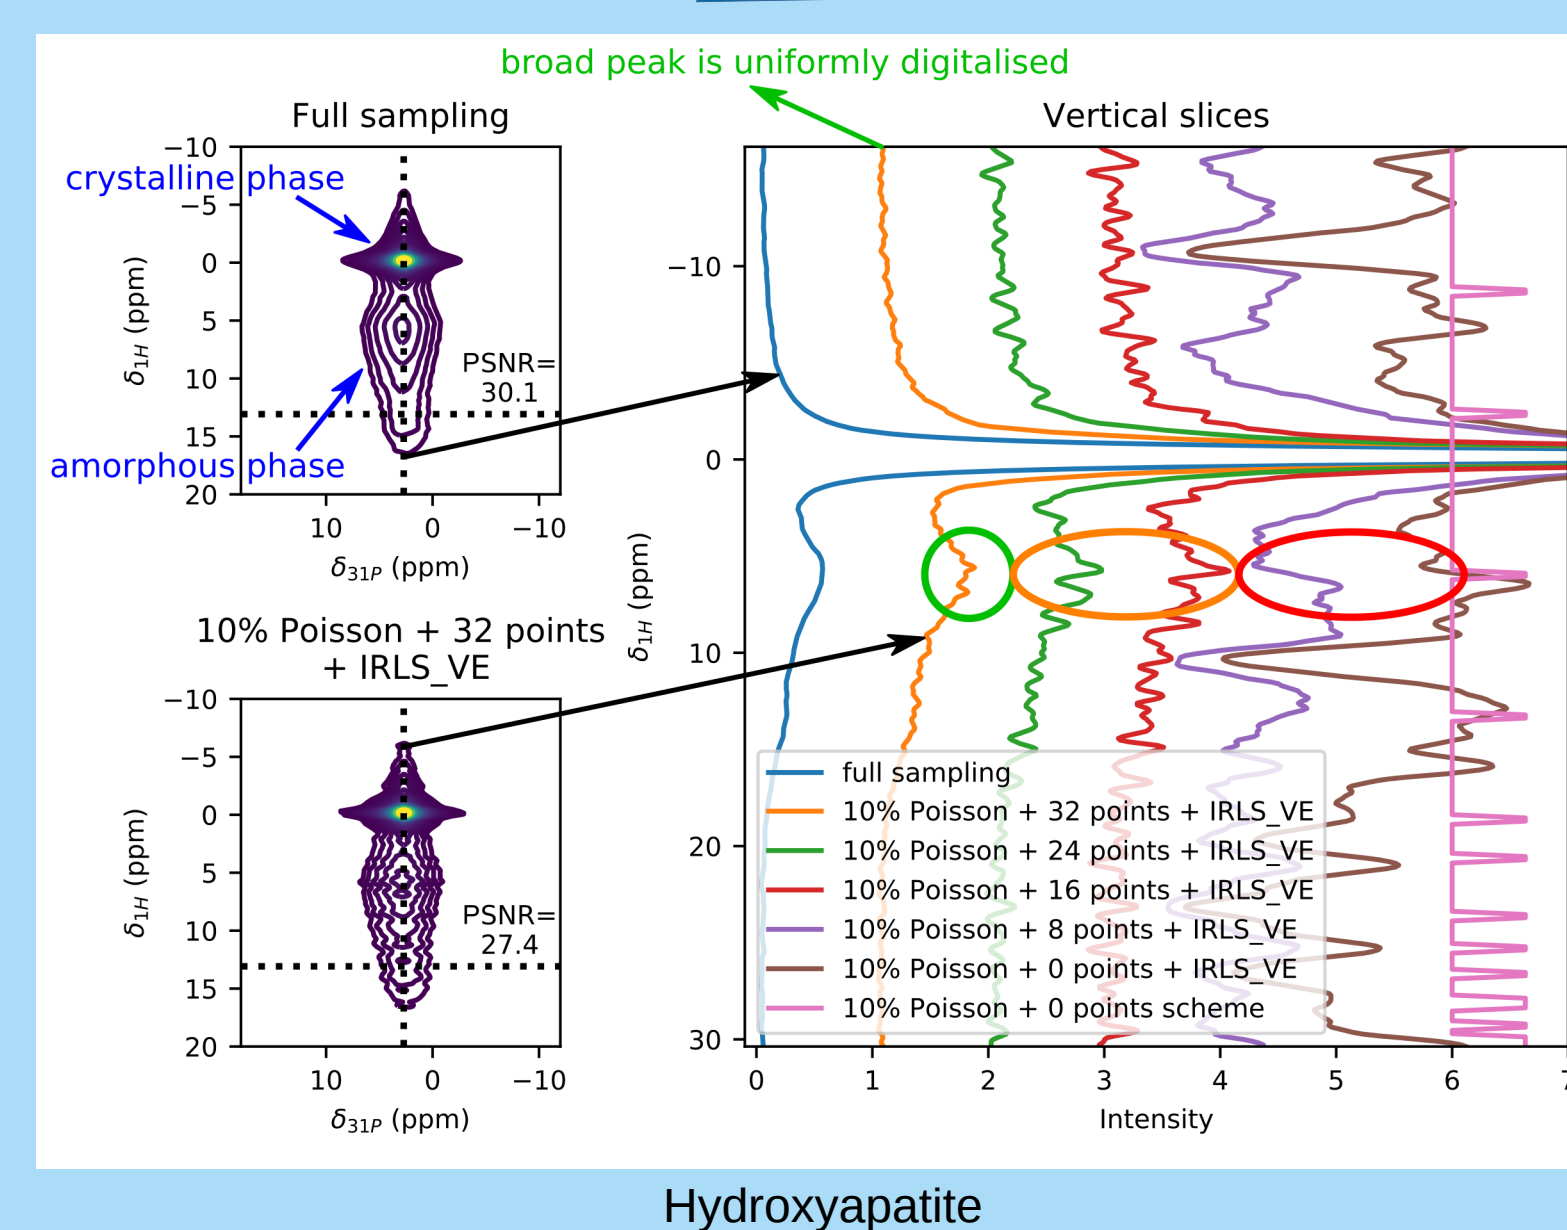 broad peak is uniformly digitalised
Full sampling
−10
−5
0
5
10
15
20
δ1H (ppm)
crystalline phase
amorphous phase
PSNR=
30.1
10
0
−10
δ31P (ppm)
10% Poisson + 32 points
+ IRLS_VE
−10
−5
0
5
10
15
20
δ1H (ppm)
PSNR=
27.4
10
0
−10
δ31P (ppm)
Vertical slices
−10
0
10
20
30
δ1H (ppm)
full sampling
10% Poisson + 32 points + IRLS_VE
10% Poisson + 24 points + IRLS_VE
10% Poisson + 16 points + IRLS_VE
10% Poisson + 8 points + IRLS_VE
10% Poisson + 0 points + IRLS_VE
10% Poisson + 0 points scheme
0
1
2
3
4
5
6
7
Intensity
Hydroxyapatite